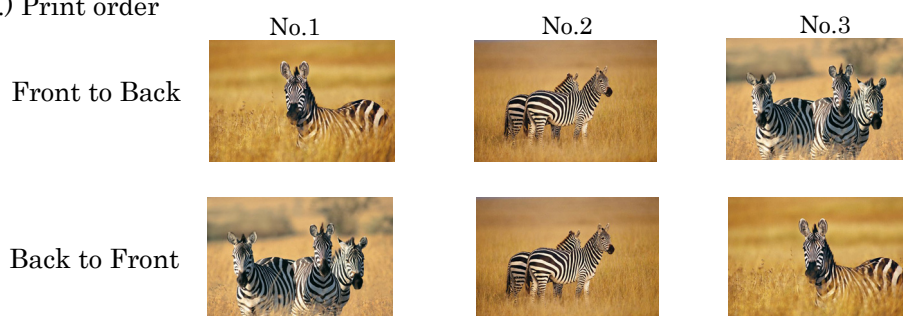 .) Print order
No.1 No.2 No.3
Front to Back
Back to Front